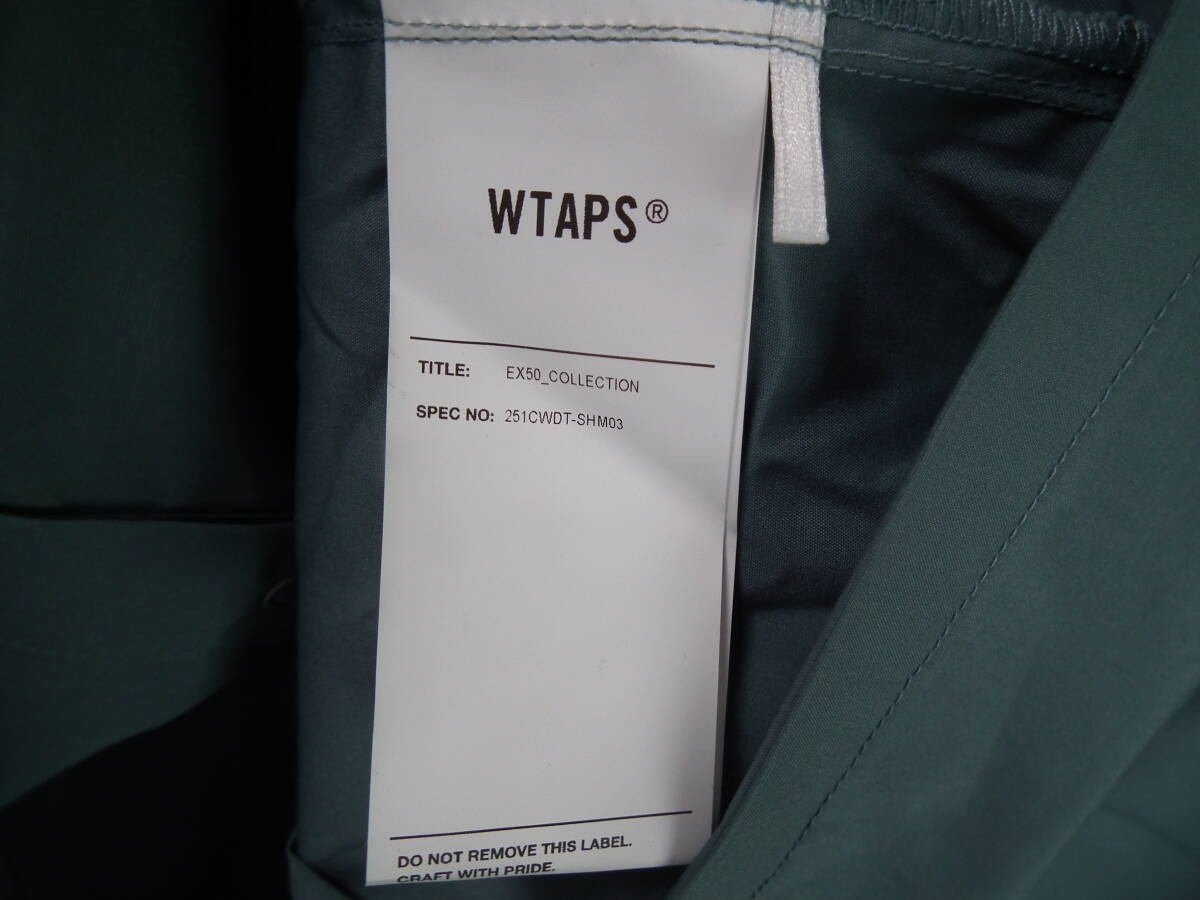 WTAPS®
TITLE: EX50_COLLECTION
SPEC NO: 251CWDT-SHM03
DO NOT REMOVE THIS LABEL.
CRAFT WITH PRIDE.